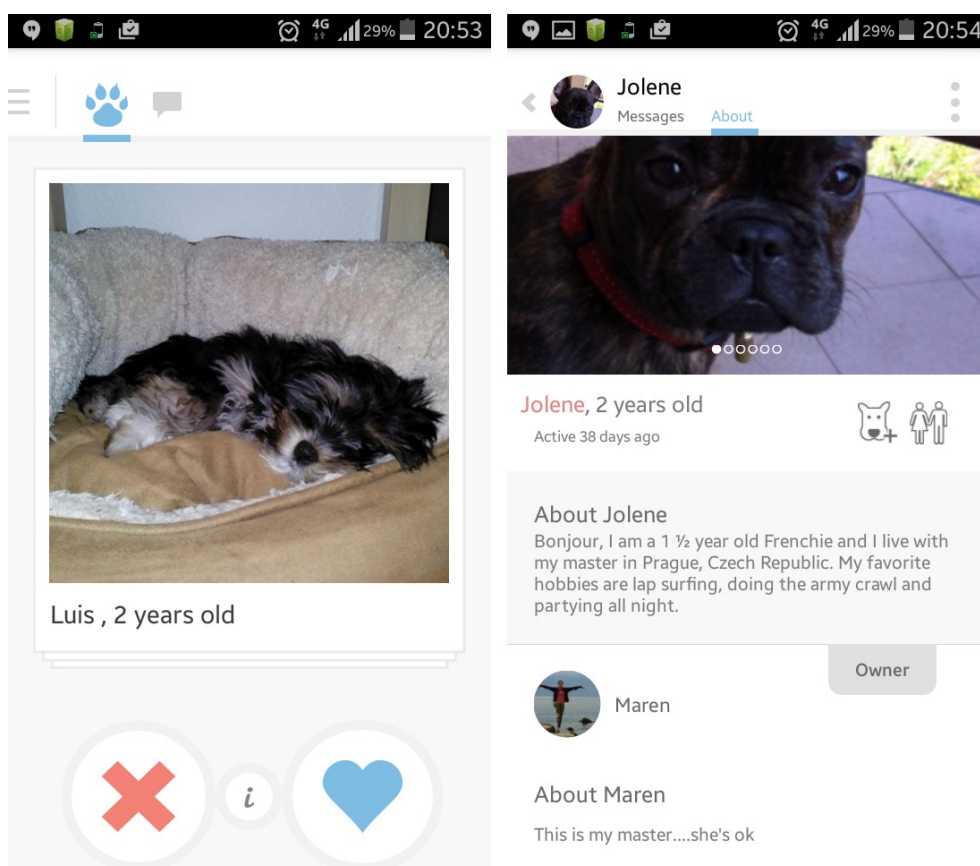 4G 29% 20:53
Luis , 2 years old
i
4G 29% 20:54
Jolene
Messages About
Jolene, 2 years old
Active 38 days ago
About Jolene
Bonjour, I am a 1 ½ year old Frenchie and I live with
my master in Prague, Czech Republic. My favorite
hobbies are lap surfing, doing the army crawl and
partying all night.
Owner
Maren
About Maren
This is my master....she's ok